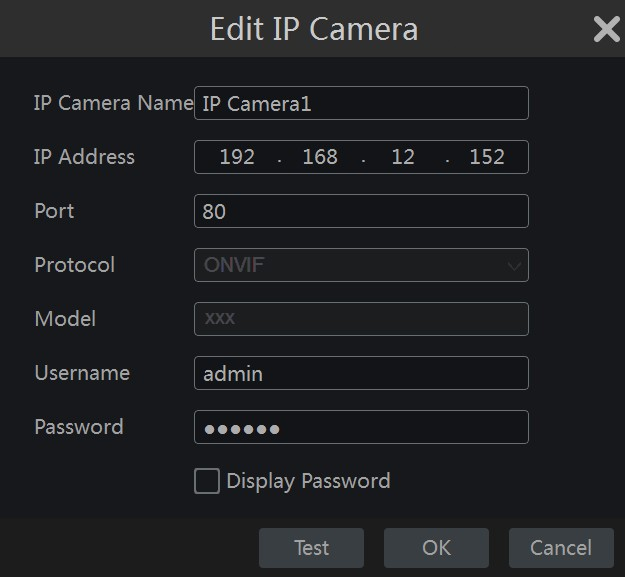 Edit IP Camera
IP Camera Name IP Camera1
IP Address 192 . 168 . 12 . 152
Port 80
Protocol ONVIF
Model xxx
Username admin
Password ●●●●●●
Display Password
Test OK Cancel